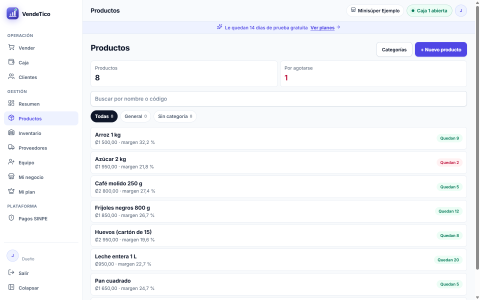 VendeTico
OPERACIÓN
Vender
Caja
Clientes
GESTIÓN
Resumen
Productos
Inventario
Proveedores
Equipo
Mi negocio
Mi plan
PLATAFORMA
Pagos SINPE
J
Dueño
Salir
Colapsar
Productos
Minisúper Ejemplo
Caja 1 abierta
J
Le quedan 14 días de prueba gratuita Ver planes →
Productos
Categorías
+ Nuevo producto
Productos
8
Por agotarse
1
Buscar por nombre o código
Todas 8
General 0
Sin categoría 8
Arroz 1 kg
₡1 500,00 · margen 32,2 %
Quedan 9
Azúcar 2 kg
₡1 950,00 · margen 21,8 %
Quedan 2
Café molido 250 g
₡2 800,00 · margen 27,4 %
Quedan 5
Frijoles negros 800 g
₡1 650,00 · margen 26,7 %
Quedan 12
Huevos (cartón de 15)
₡2 950,00 · margen 19,6 %
Quedan 8
Leche entera 1 L
₡950,00 · margen 22,7 %
Quedan 20
Pan cuadrado
₡1 850,00 · margen 24,7 %
Quedan 5